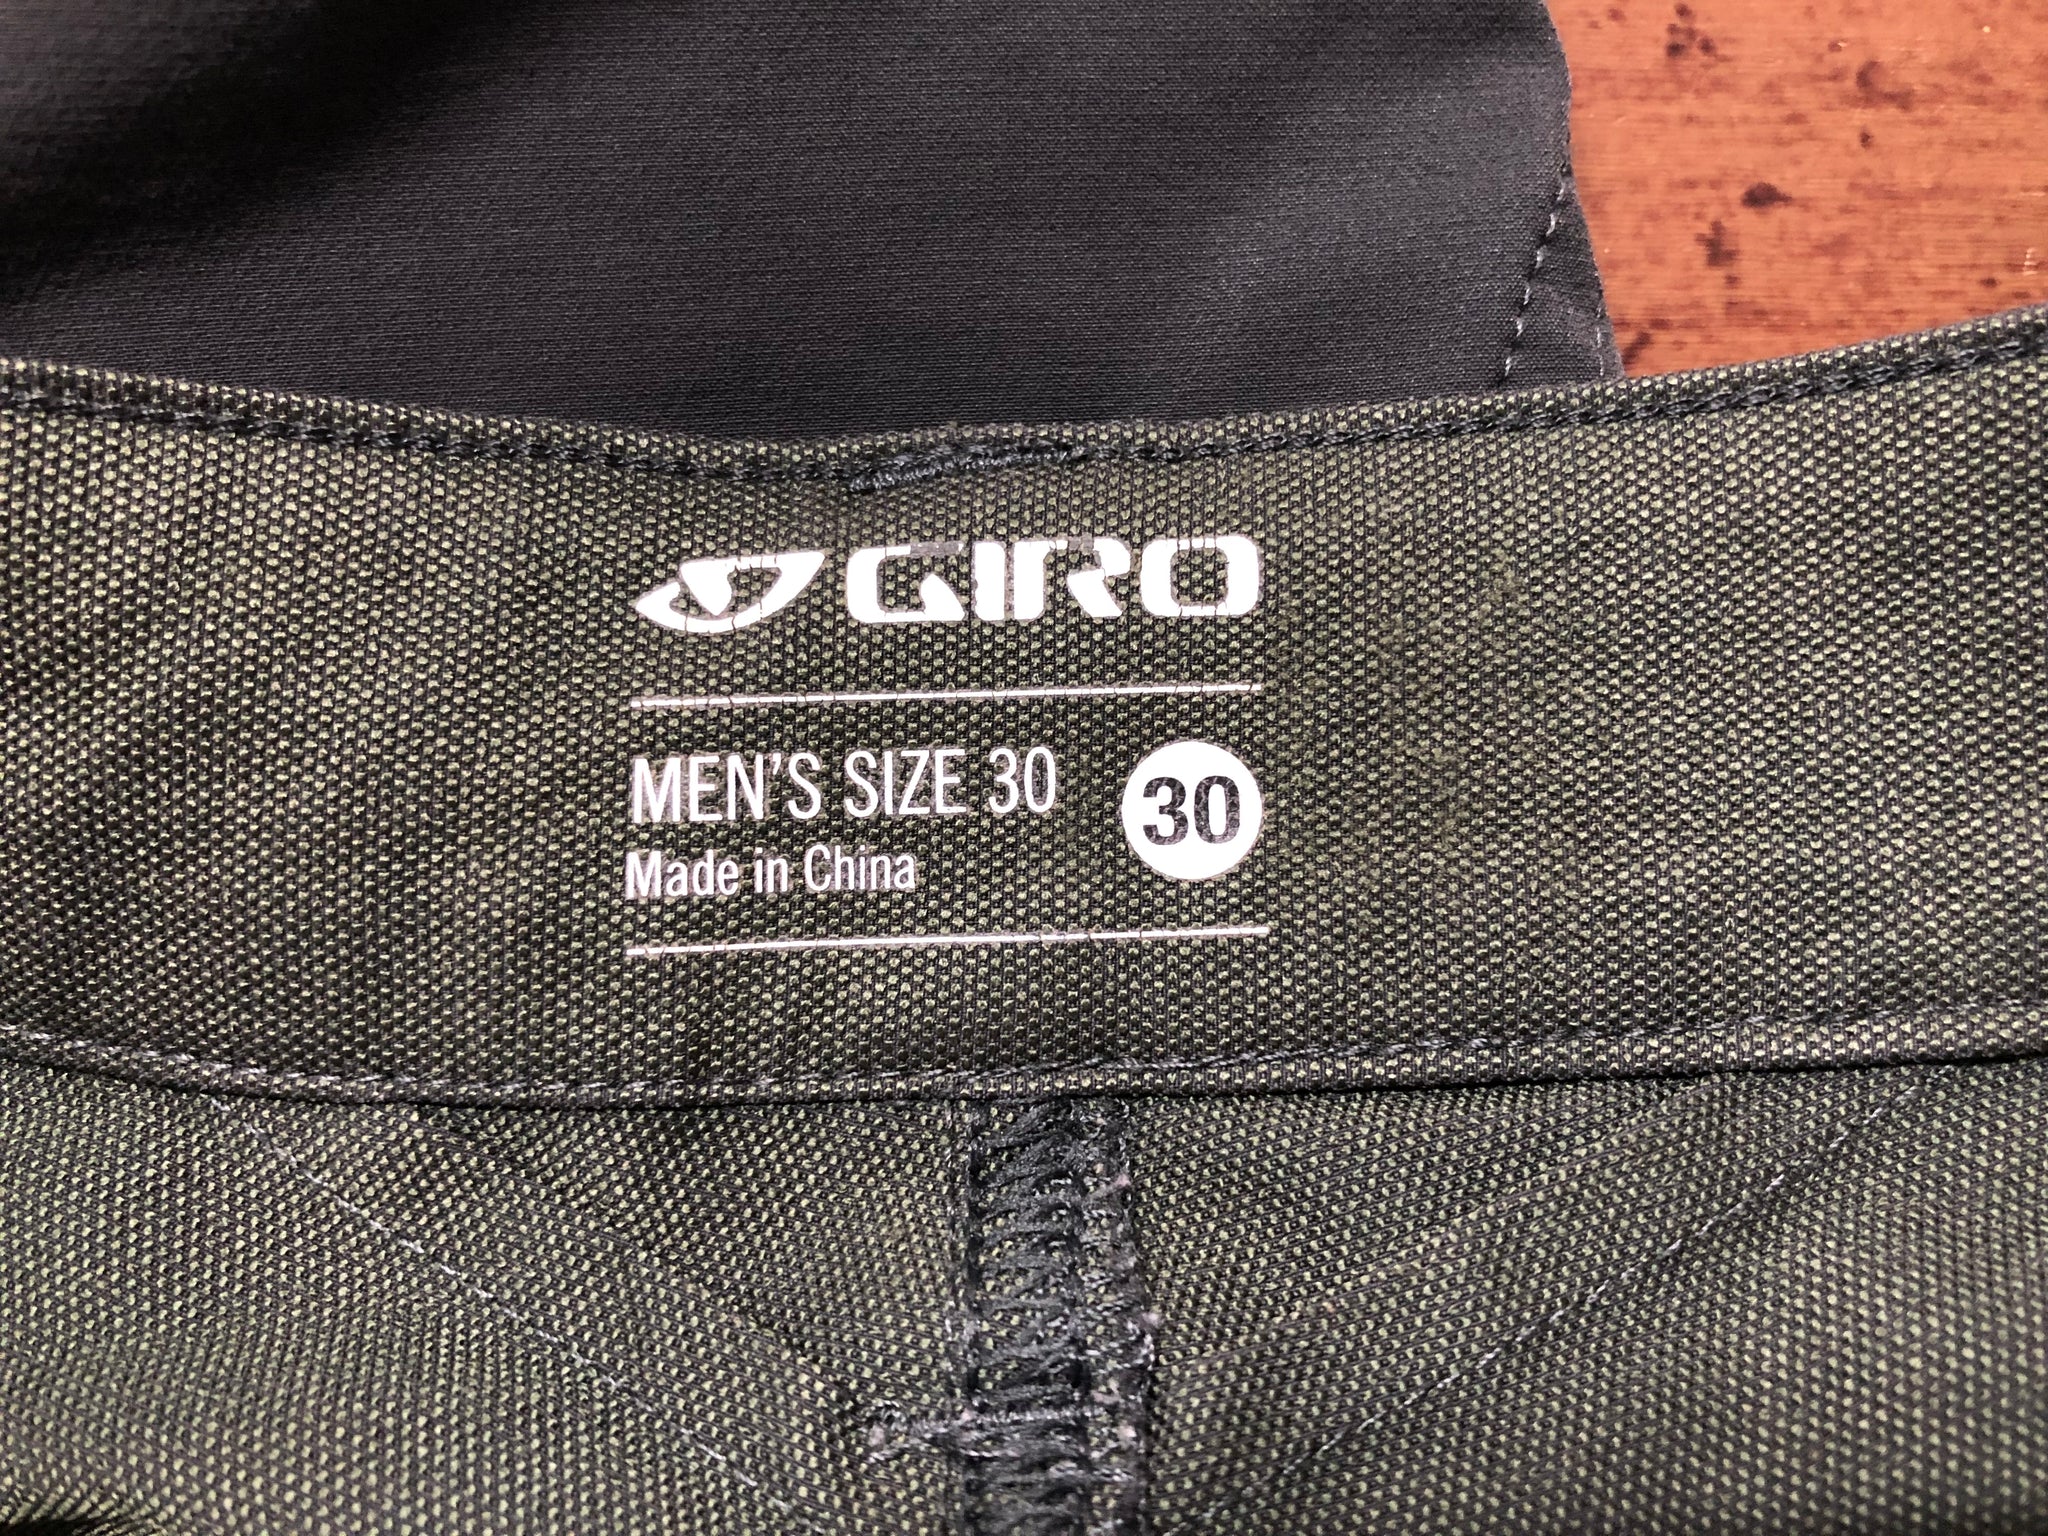 GIRO
MEN'S SIZE 30
30
Made in China